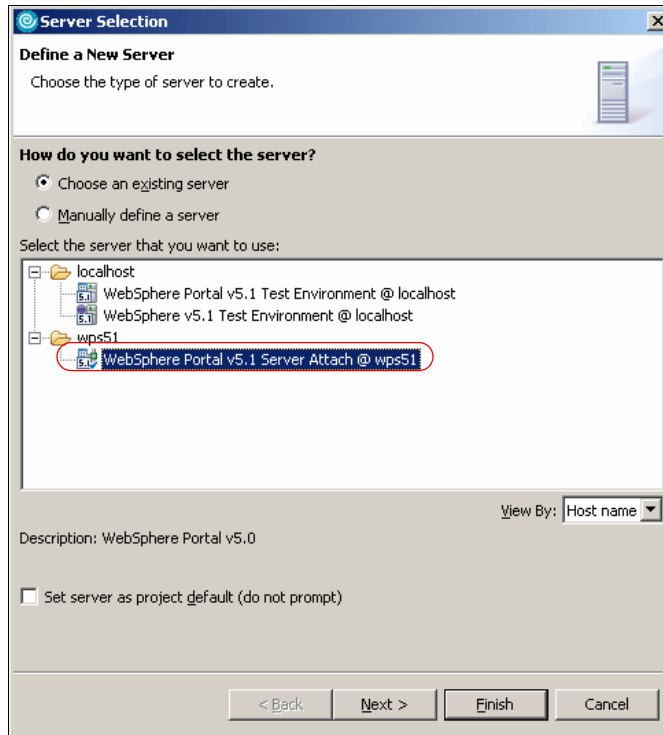 Server Selection
Define a New Server
Choose the type of server to create.
How do you want to select the server?
Choose an existing server
Manually define a server
Select the server that you want to use:
localhost
WebSphere Portal v5.1 Test Environment @ localhost
WebSphere v5.1 Test Environment @ localhost
wps51
WebSphere Portal v5.1 Server Attach @ wps51
View By: Host name
Description: WebSphere Portal v5.0
Set server as project default (do not prompt)
< Back Next > Finish Cancel